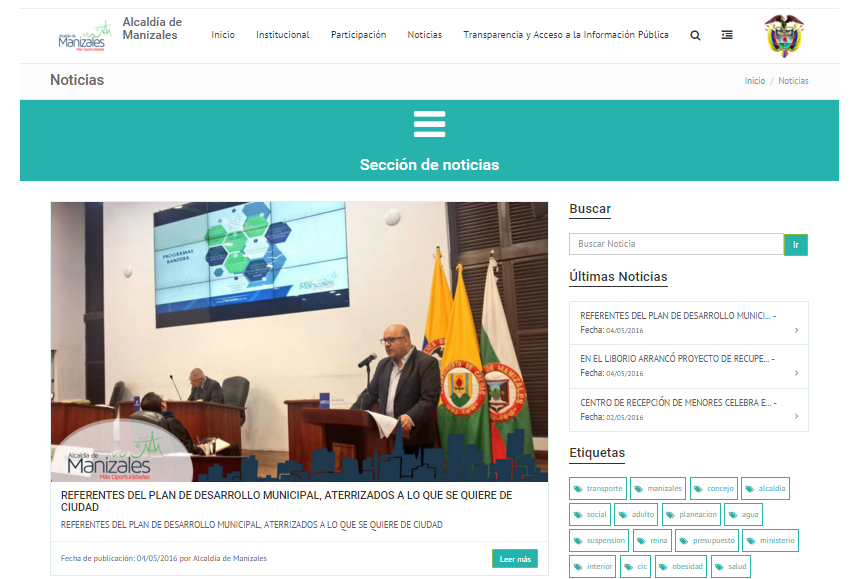 Alcaldía de
Manizales
Más Oportunidades
Alcaldía de
Manizales
Inicio
Institucional
Participación
Noticias
Transparencia y Acceso a la Información Pública
Noticias
Inicio / Noticias
Sección de noticias
PROGRAMAS
BANDERA
Manizales
Alcaldía de
Manizales
Más Oportunidades
REFERENTES DEL PLAN DE DESARROLLO MUNICIPAL, ATERRIZADOS A LO QUE SE QUIERE DE
CIUDAD
REFERENTES DEL PLAN DE DESARROLLO MUNICIPAL, ATERRIZADOS A LO QUE SE QUIERE DE CIUDAD
Fecha de publicación: 04/05/2016 por Alcaldía de Manizales
Leer más
Buscar
Buscar Noticia
Ir
Últimas Noticias
REFERENTES DEL PLAN DE DESARROLLO MUNICI... -
Fecha: 04/05/2016
EN EL LIBORIO ARRANCÓ PROYECTO DE RECUPE... -
Fecha: 04/05/2016
CENTRO DE RECEPCIÓN DE MENORES CELEBRA E... -
Fecha: 02/05/2016
Etiquetas
transporte
manizales
concejo
alcaldia
social
adulto
planeacion
agua
suspension
reina
presupuesto
ministerio
interior
cic
obesidad
salud